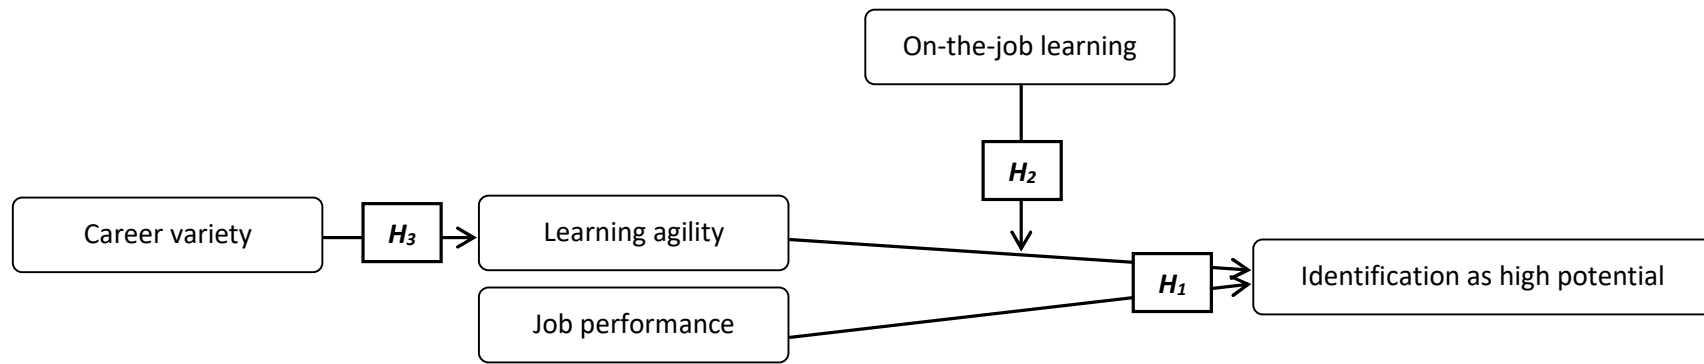 On-the-job learning
H2
Career variety
H3
Learning agility
H1
Identification as high potential
Job performance